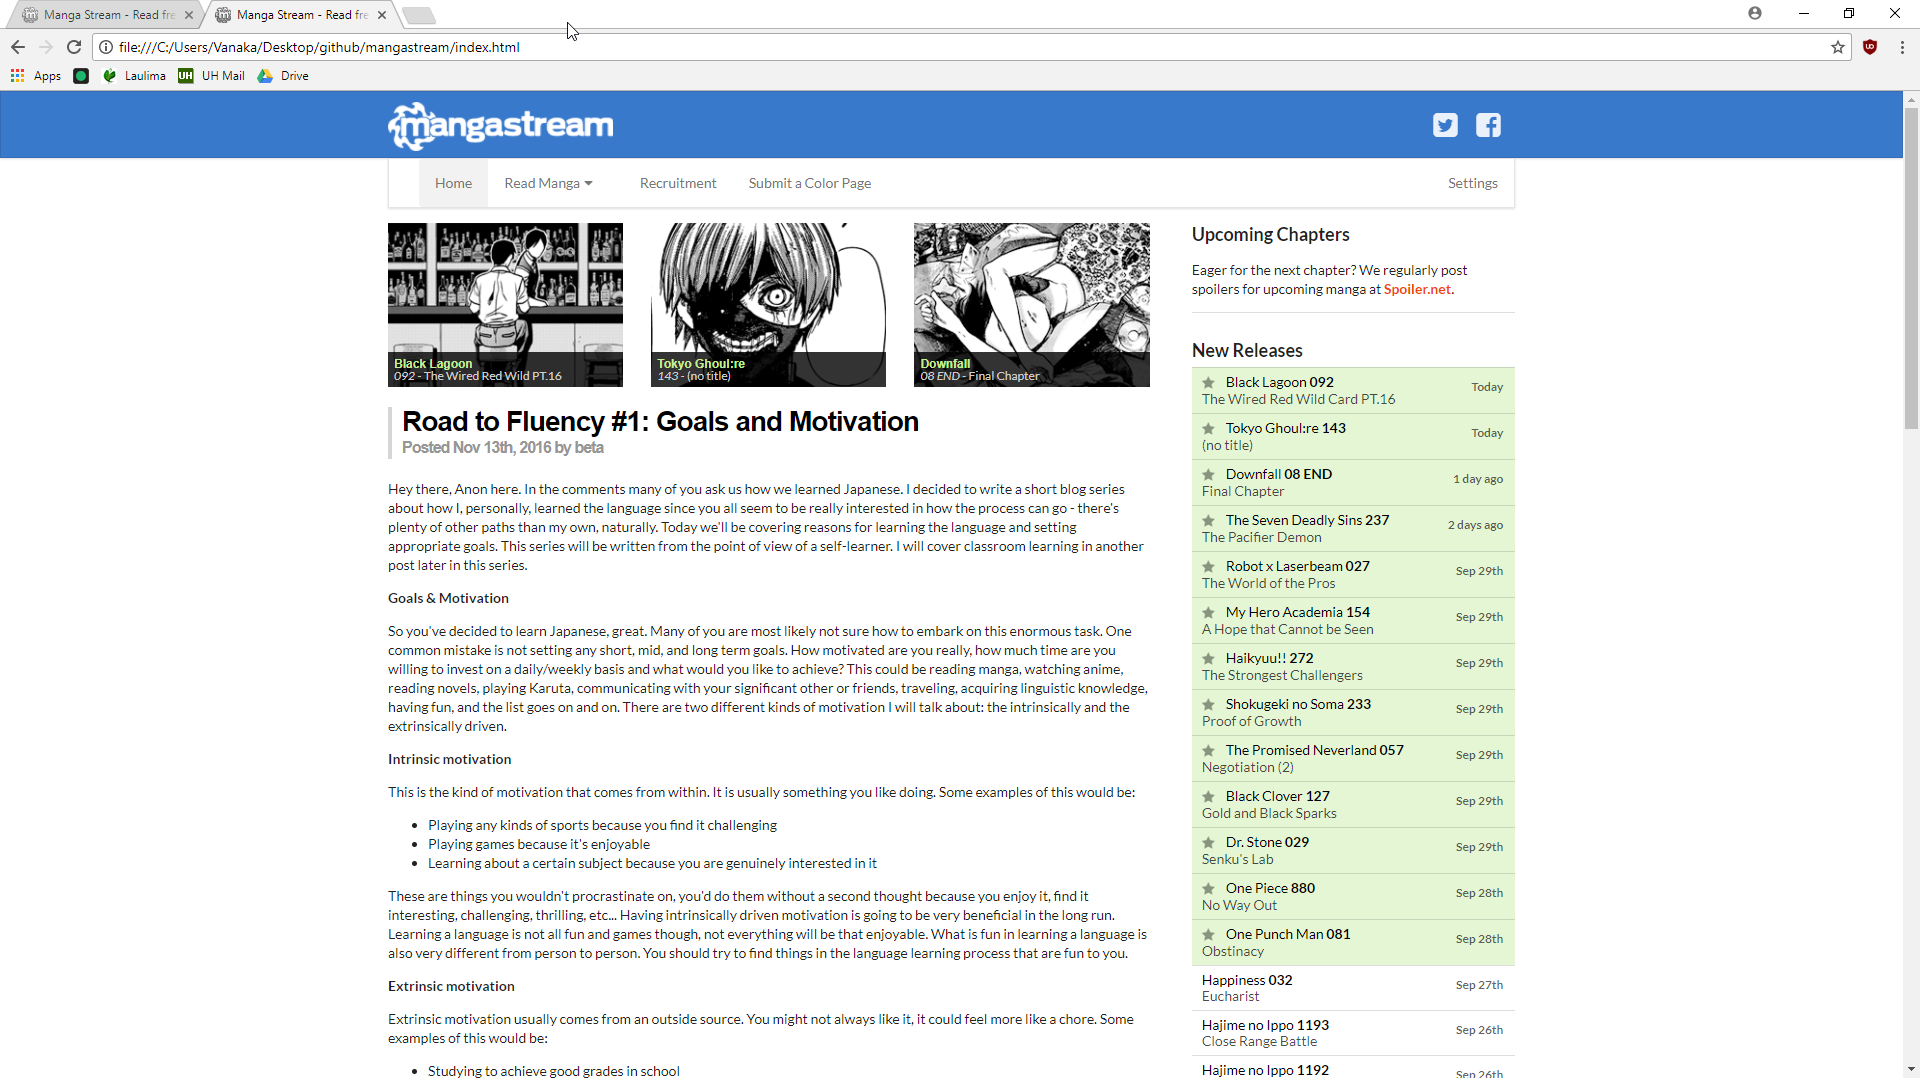 Manga Stream - Read fre
Manga Stream - Read fre
file:///C:/Users/Vanaka/Desktop/github/mangastream/index.html
Apps
Laulima
UH
UH Mail
Drive
mangastream
Home
Read Manga
Recruitment
Submit a Color Page
Settings
Black Lagoon
092 - The Wired Red Wild PT.16
Tokyo Ghoul:re
143 - (no title)
Downfall
08 END - Final Chapter
Road to Fluency #1: Goals and Motivation
Posted Nov 13th, 2016 by beta
Hey there, Anon here. In the comments many of you ask us how we learned Japanese. I decided to write a short blog series
about how I, personally, learned the language since you all seem to be really interested in how the process can go - there's
plenty of other paths than my own, naturally. Today we'll be covering reasons for learning the language and setting
appropriate goals. This series will be written from the point of view of a self-learner. I will cover classroom learning in another
post later in this series.
Goals & Motivation
So you've decided to learn Japanese, great. Many of you are most likely not sure how to embark on this enormous task. One
common mistake is not setting any short, mid, and long term goals. How motivated are you really, how much time are you
willing to invest on a daily/weekly basis and what would you like to achieve? This could be reading manga, watching anime,
reading novels, playing Karuta, communicating with your significant other or friends, traveling, acquiring linguistic knowledge,
having fun, and the list goes on and on. There are two different kinds of motivation I will talk about: the intrinsically and the
extrinsically driven.
Intrinsic motivation
This is the kind of motivation that comes from within. It is usually something you like doing. Some examples of this would be:
• Playing any kinds of sports because you find it challenging
• Playing games because it's enjoyable
• Learning about a certain subject because you are genuinely interested in it
These are things you wouldn't procrastinate on, you'd do them without a second thought because you enjoy it, find it
interesting, challenging, thrilling, etc... Having intrinsically driven motivation is going to be very beneficial in the long run.
Learning a language is not all fun and games though, not everything will be that enjoyable. What is fun in learning a language is
also very different from person to person. You should try to find things in the language learning process that are fun to you.
Extrinsic motivation
Extrinsic motivation usually comes from an outside source. You might not always like it, it could feel more like a chore. Some
examples of this would be:
• Studying to achieve good grades in school
Upcoming Chapters
Eager for the next chapter? We regularly post
spoilers for upcoming manga at Spoiler.net.
New Releases
Black Lagoon 092
Today
The Wired Red Wild Card PT.16
Tokyo Ghoul:re 143
Today
(no title)
Downfall 08 END
1 day ago
Final Chapter
The Seven Deadly Sins 237
2 days ago
The Pacifier Demon
Robot x Laserbeam 027
Sep 29th
The World of the Pros
My Hero Academia 154
Sep 29th
A Hope that Cannot be Seen
Haikyuu!! 272
Sep 29th
The Strongest Challengers
Shokugeki no Soma 233
Sep 29th
Proof of Growth
The Promised Neverland 057
Sep 29th
Negotiation (2)
Black Clover 127
Sep 29th
Gold and Black Sparks
Dr. Stone 029
Sep 29th
Senku's Lab
One Piece 880
Sep 28th
No Way Out
One Punch Man 081
Sep 28th
Obstinacy
Happiness 032
Sep 27th
Eucharist
Hajime no Ippo 1193
Sep 26th
Close Range Battle
Hajime no Ippo 1192
Sep 26th